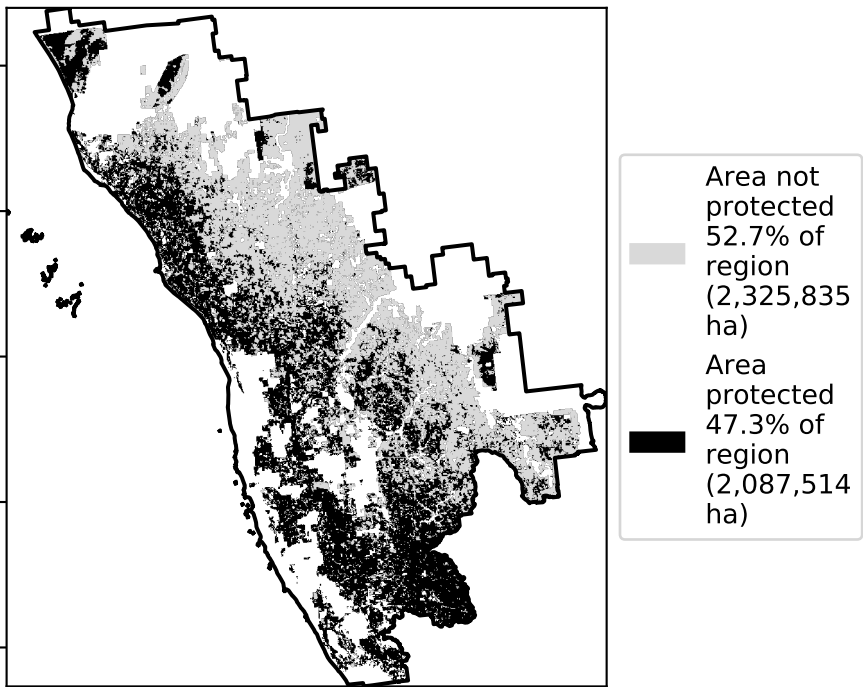 Area not
protected
52.7% of
region
(2,325,835
ha)
Area
protected
47.3% of
region
(2,087,514
ha)